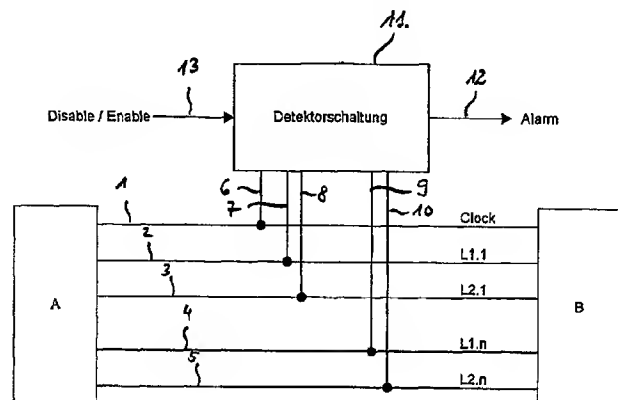 11.
13
12
Disable / Enable
Detektorschaltung
Alarm
6
8
9
7
10
1
Clock
2
L1.1
3
L2.1
A
B
4
L1.n
5
L2.n